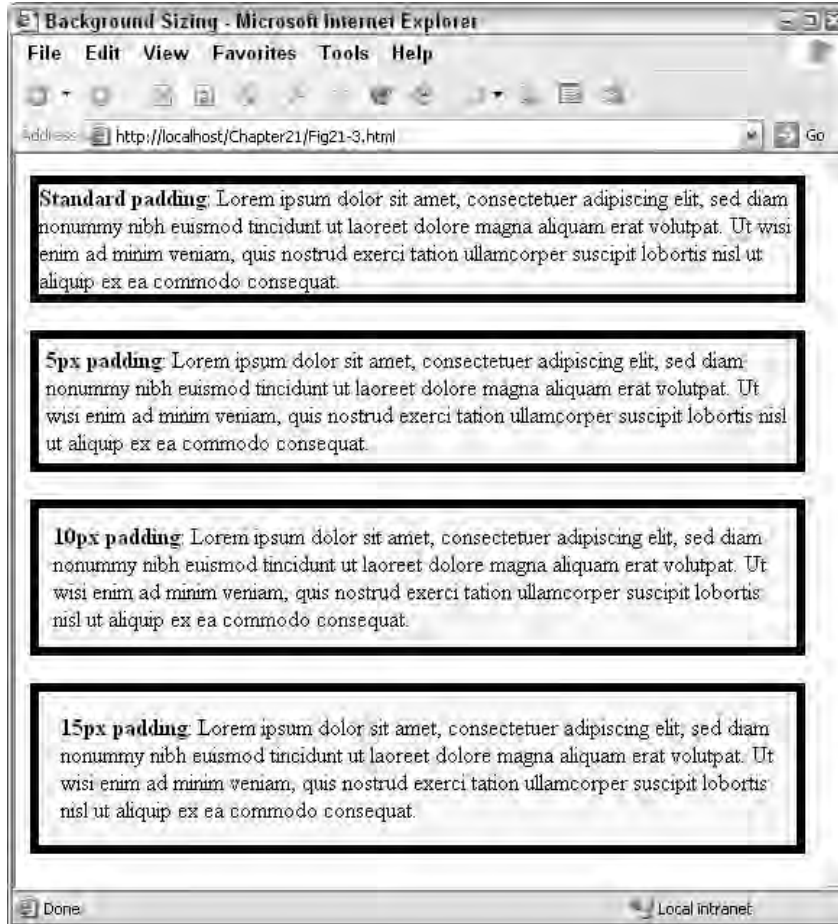 Background Sizing - Microsoft Internet Explorer
File Edit View Favorites Tools Help
Address http://localhost/Chapter21/Fig21-3.html Go
Standard padding: Lorem ipsum dolor sit amet, consectetuer adipiscing elit, sed diam
nonummy nibh euismod tincidunt ut laoreet dolore magna aliquam erat volutpat. Ut wisi
enim ad minim veniam, quis nostrud exerci tation ullamcorper suscipit lobortis nisl ut
aliquip ex ea commodo consequat.
5px padding: Lorem ipsum dolor sit amet, consectetuer adipiscing elit, sed diam
nonummy nibh euismod tincidunt ut laoreet dolore magna aliquam erat volutpat. Ut
wisi enim ad minim veniam, quis nostrud exerci tation ullamcorper suscipit lobortis nisl
ut aliquip ex ea commodo consequat.
10px padding: Lorem ipsum dolor sit amet, consectetuer adipiscing elit, sed diam
nonummy nibh euismod tincidunt ut laoreet dolore magna aliquam erat volutpat. Ut
wisi enim ad minim veniam, quis nostrud exerci tation ullamcorper suscipit lobortis
nisl ut aliquip ex ea commodo consequat.
15px padding: Lorem ipsum dolor sit amet, consectetuer adipiscing elit, sed diam
nonummy nibh euismod tincidunt ut laoreet dolore magna aliquam erat volutpat. Ut
wisi enim ad minim veniam, quis nostrud exerci tation ullamcorper suscipit lobortis
nisl ut aliquip ex ea commodo consequat.
Done Local intranet